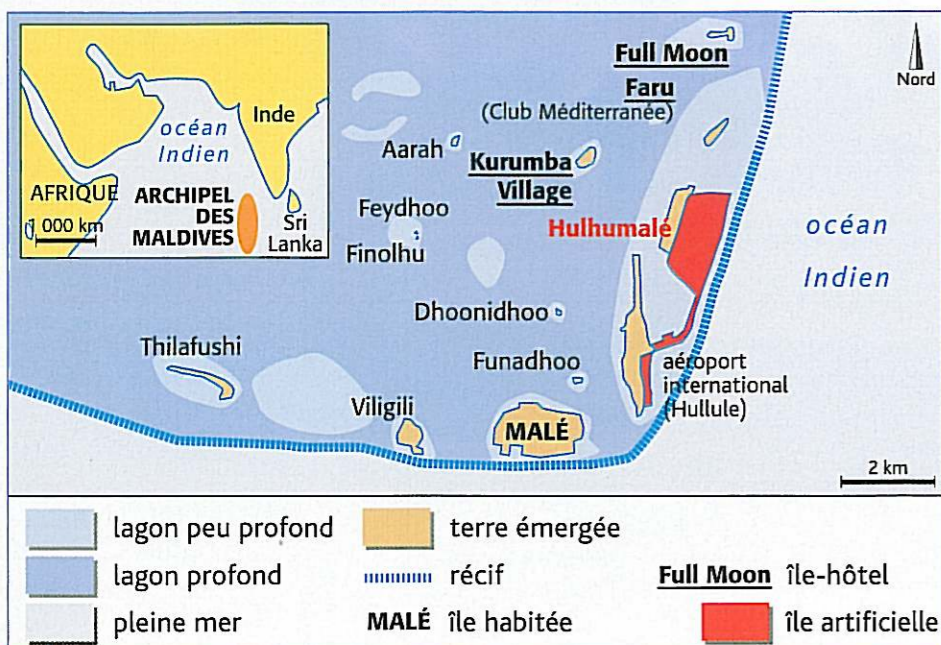 océan
Indien
Inde
AFRIQUE
1 000 km
ARCHIPEL
DES
MALDIVES
Sri
Lanka
Full Moon
Faru
(Club Méditerranée)
Nord
Aarah
Kurumba
Village
Feydhoo
Finolhu
Hulhumalé
océan
Indien
Dhoonidhoo
Thilafushi
Funadhoo
aéroport
international
(Hullule)
Viligili
MALÉ
2 km
lagon peu profond
lagon profond
pleine mer
terre émergée
récif
MALÉ île habitée
Full Moon île-hôtel
île artificielle